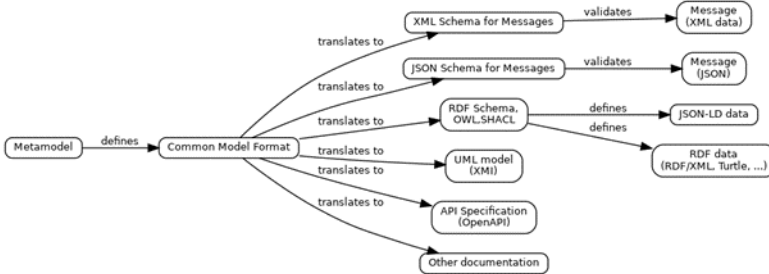 XML Schema for Messages
validates
Message
(XML data)
translates to
JSON Schema for Messages
validates
Message
(JSON)
translates to
RDF Schema,
OWL,SHACL
defines
JSON-LD data
translates to
defines
Metamodel
defines
Common Model Format
translates to
UML model
(XMI)
RDF data
(RDF/XML, Turtle, ...)
translates to
API Specification
(OpenAPI)
translates to
Other documentation